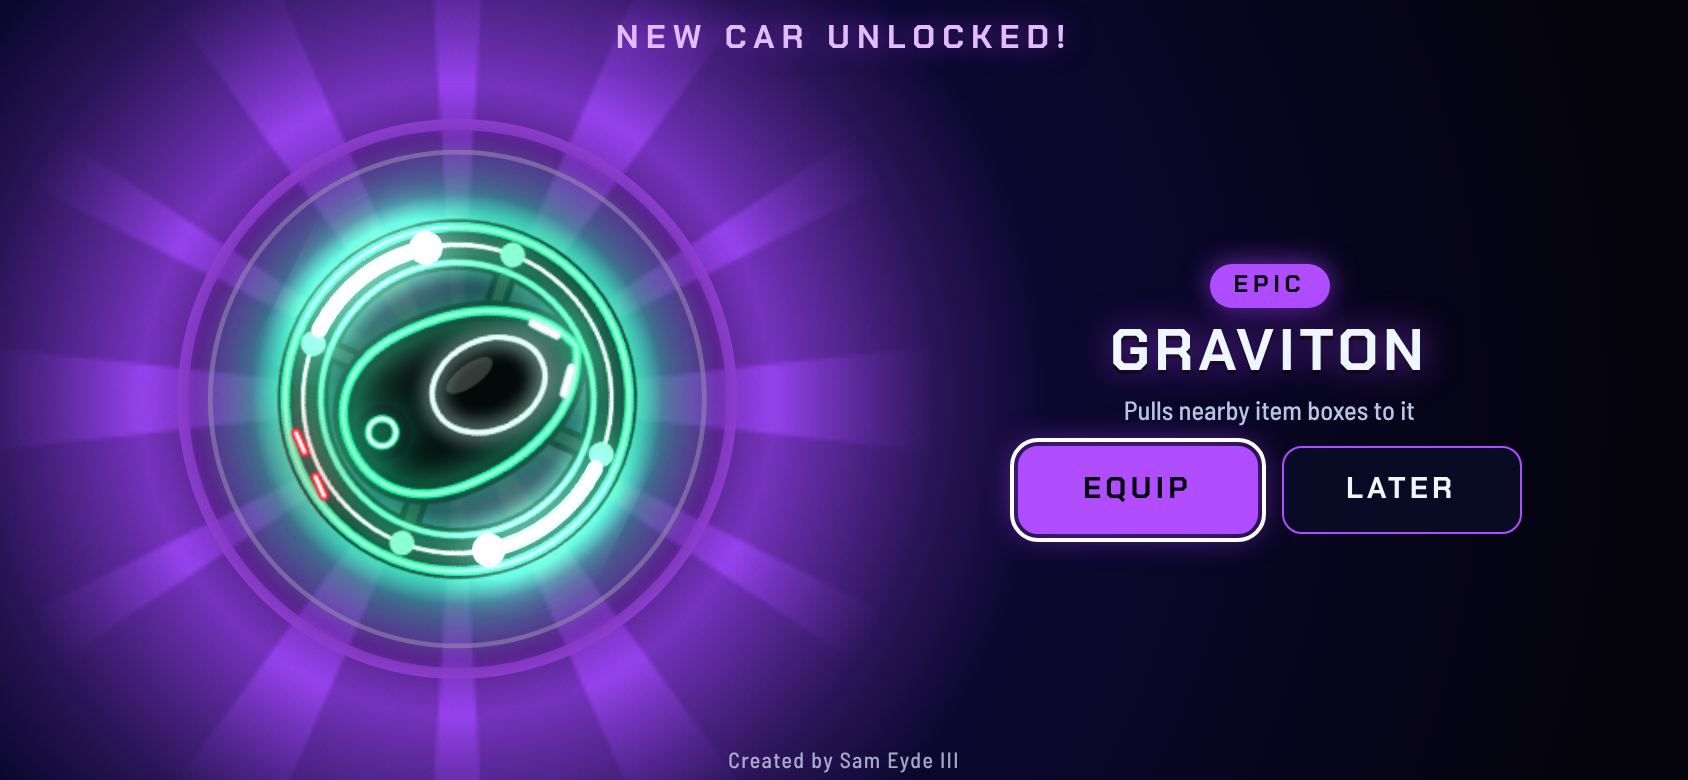 NEW CAR UNLOCKED!
EPIC
GRAVITON
Pulls nearby item boxes to it
EQUIP
LATER
Created by Sam Eyde III